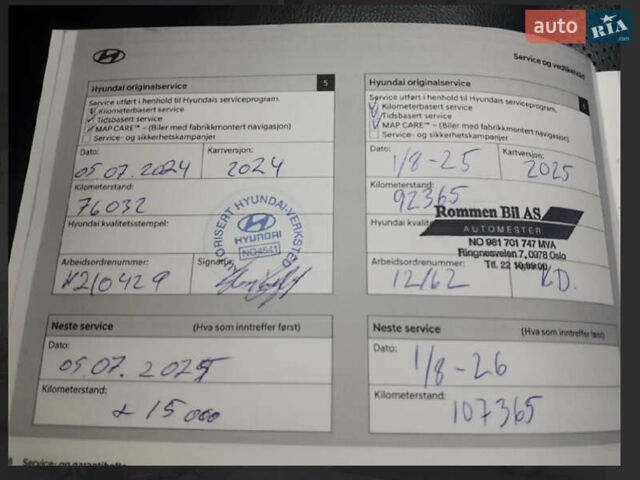 auto RIA .com
Service og vedlikehold
Hyundai originalservice 5
Service utført i henhold til Hyundais serviceprogram.
Kilometerbasert service
Tidsbasert service
MAP CARE™ - (Biler med fabrikkmontert navigasjon)
Service- og sikkerhetskampanjer
Dato: Kartversjon:
05.07.2024 2024
Kilometerstand:
76032
Hyundai kvalitetsstempel:
AUTORISERT HYUNDAI-VERKSTED
HYUNDAI
Arbeidsordrenummer: Signatur:
N210429
Neste service (Hva som inntreffer først)
Dato:
05.07.2025
Kilometerstand:
+ 15 000
Hyundai originalservice
Service utført i henhold til Hyundais serviceprogram.
Kilometerbasert service
Tidsbasert service
MAP CARE™ - (Biler med fabrikkmontert navigasjon)
Service- og sikkerhetskampanjer
Dato: Kartversjon:
1/8-25 2025
Kilometerstand:
92365
Hyundai
Rommen Bil AS
AUTOMESTER
NO 981 701 747 MVA
Ringnesveien 7, 0978 Oslo
Tlf. 22
Arbeidsordrenummer:
12162 KD.
Neste service (Hva som inntreffer først)
Dato:
1/8-26
Kilometerstand:
107365
Service- og garantihefte